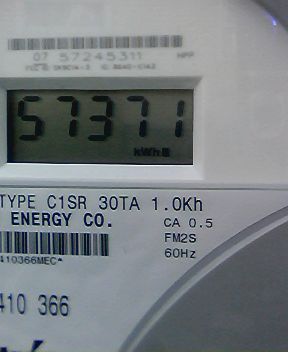 07 57245311 HPP
57371
kWh
TYPE C1SR 30TA 1.0Kh
ENERGY CO. CA 0.5
FM2S
410366MEC* 60Hz
410 366